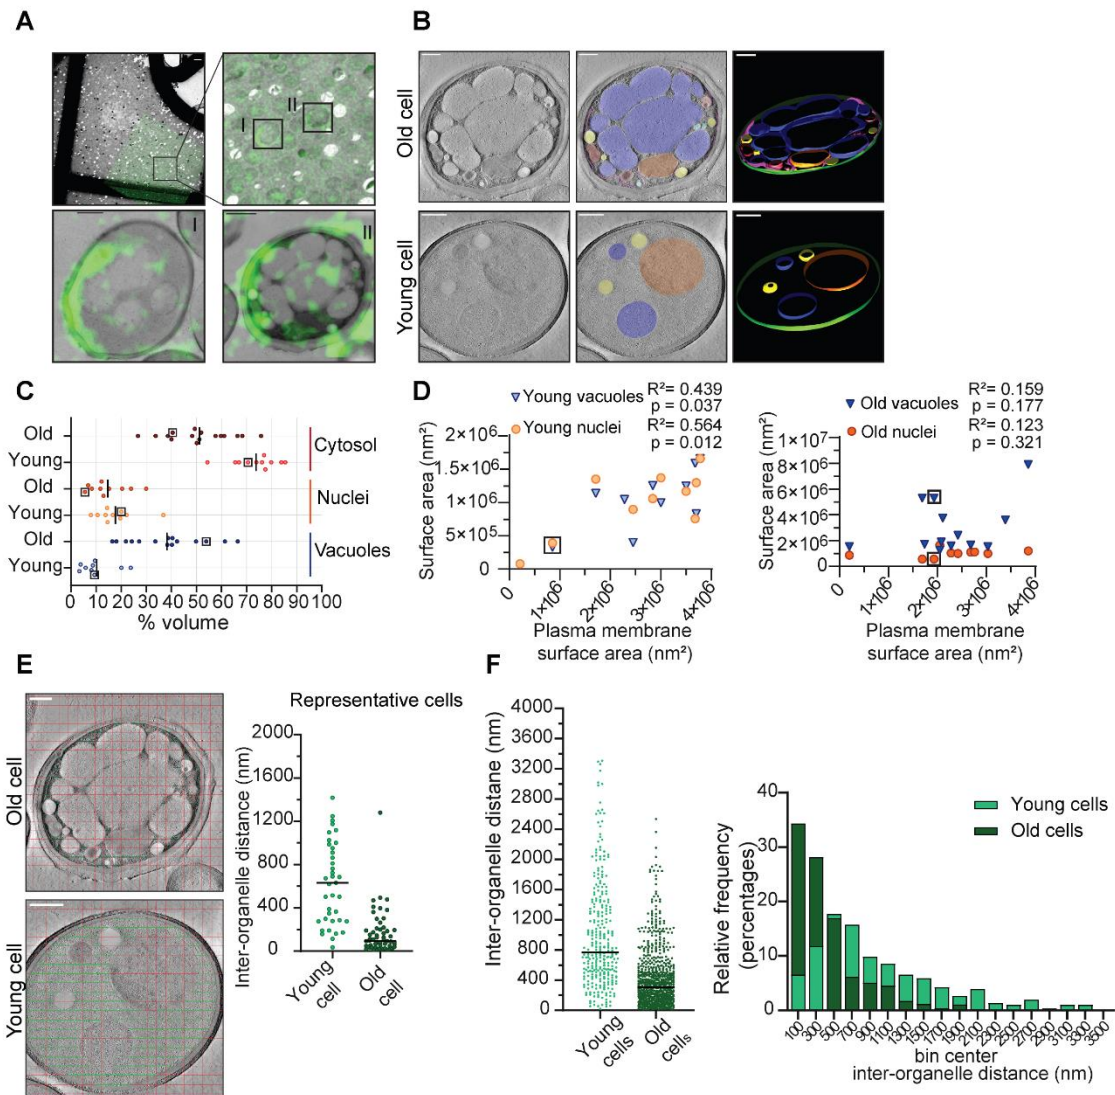 A
I
II
I
II
B
Old cell
Young cell
C
Old
Young
Cytosol
Old
Young
Nuclei
Old
Young
Vacuoles
0 10 20 30 40 50 60 70 80 90 100
% volume
D
Young vacuoles
R²= 0.439
p = 0.037
Young nuclei
R²= 0.564
p = 0.012
Surface area (nm²)
2×10⁶
1×10⁶
1×10⁶
5×10⁵
0
0 1×10⁶ 2×10⁶ 3×10⁶ 4×10⁶
Plasma membrane
surface area (nm²)
Old vacuoles
R²= 0.159
p = 0.177
Old nuclei
R²= 0.123
p = 0.321
Surface area (nm²)
1×10⁷
8×10⁶
6×10⁶
4×10⁶
2×10⁶
0
0 1×10⁶ 2×10⁶ 3×10⁶ 4×10⁶
Plasma membrane
surface area (nm²)
E
Old cell
Young cell
Representative cells
Inter-organelle distance (nm)
2000
1600
1200
800
400
0
Young
cell
Old
cell
F
Inter-organelle distane (nm)
4000
3600
3200
2800
2400
2000
1600
1200
800
400
0
Young
cells
Old
cells
Young cells
Old cells
Relative frequency
(percentages)
40
30
20
10
0
100 300 500 700 900 1100 1300 1500 1700 1900 2100 2300 2500 2700 2900 3100 3300 3500
bin center
inter-organelle distance (nm)